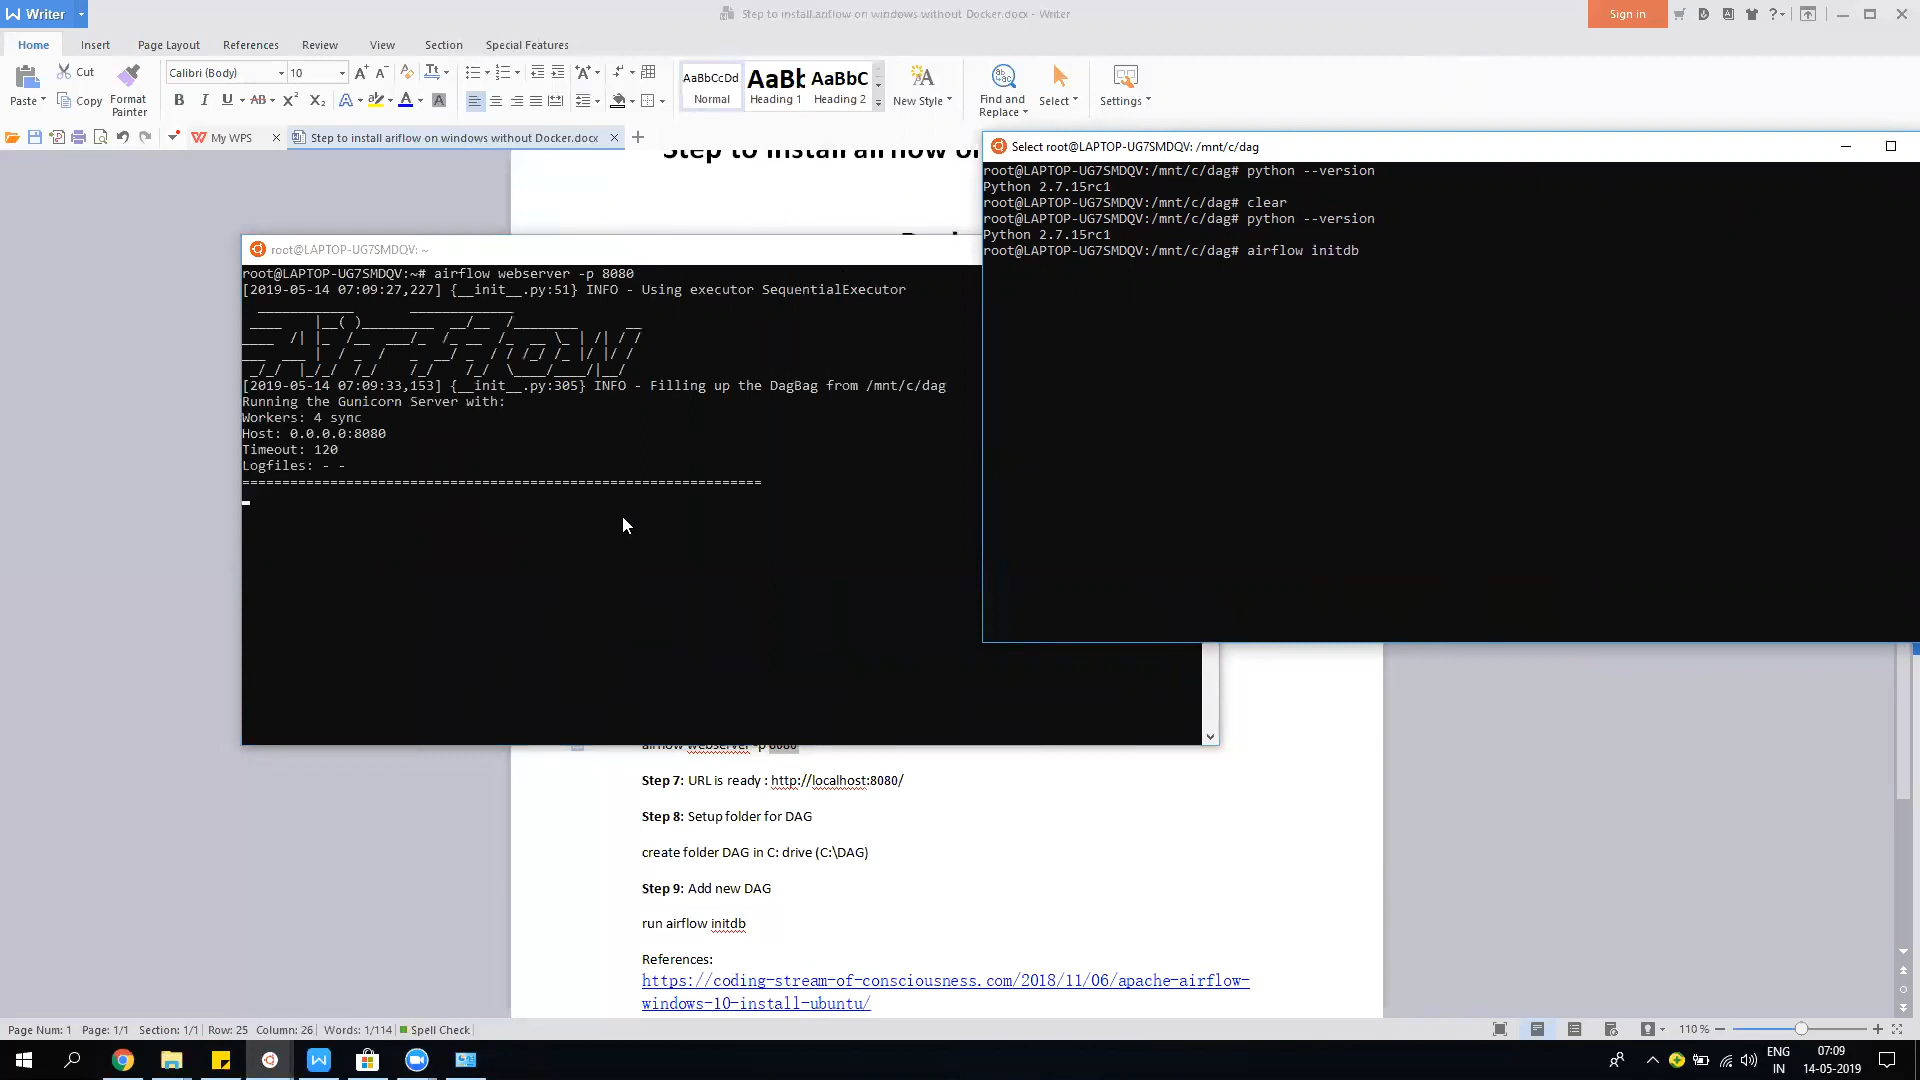 Writer
Step to install ariflow on windows without Docker.docx - Writer
Sign in
Home
Insert
Page Layout
References
Review
View
Section
Special Features
Paste
Cut
Copy
Format
Painter
Calibri (Body)
10
AaBbCcDd
Normal
AaBb
Heading 1
AaBbC
Heading 2
New Style
Find and
Replace
Select
Settings
My WPS
Step to install ariflow on windows without Docker.docx
Select root@LAPTOP-UG7SMDQV: /mnt/c/dag
root@LAPTOP-UG7SMDQV:/mnt/c/dag# python --version
Python 2.7.15rc1
root@LAPTOP-UG7SMDQV:/mnt/c/dag# clear
root@LAPTOP-UG7SMDQV:/mnt/c/dag# python --version
Python 2.7.15rc1
root@LAPTOP-UG7SMDQV:/mnt/c/dag# airflow initdb
root@LAPTOP-UG7SMDQV: ~
root@LAPTOP-UG7SMDQV:~# airflow webserver -p 8080
[2019-05-14 07:09:27,227] {__init__.py:51} INFO - Using executor SequentialExecutor
[2019-05-14 07:09:33,153] {__init__.py:305} INFO - Filling up the DagBag from /mnt/c/dag
Running the Gunicorn Server with:
Workers: 4 sync
Host: 0.0.0.0:8080
Timeout: 120
Logfiles: - -
=================================================================
airflow webserver -p 8080
Step 7: URL is ready : http://localhost:8080/
Step 8: Setup folder for DAG
create folder DAG in C: drive (C:\DAG)
Step 9: Add new DAG
run airflow initdb
References:
https://coding-stream-of-consciousness.com/2018/11/06/apache-airflow-
windows-10-install-ubuntu/
Page Num: 1 Page: 1/1 Section: 1/1 Row: 25 Column: 26 Words: 1/114 Spell Check
110 %
ENG
IN
07:09
14-05-2019